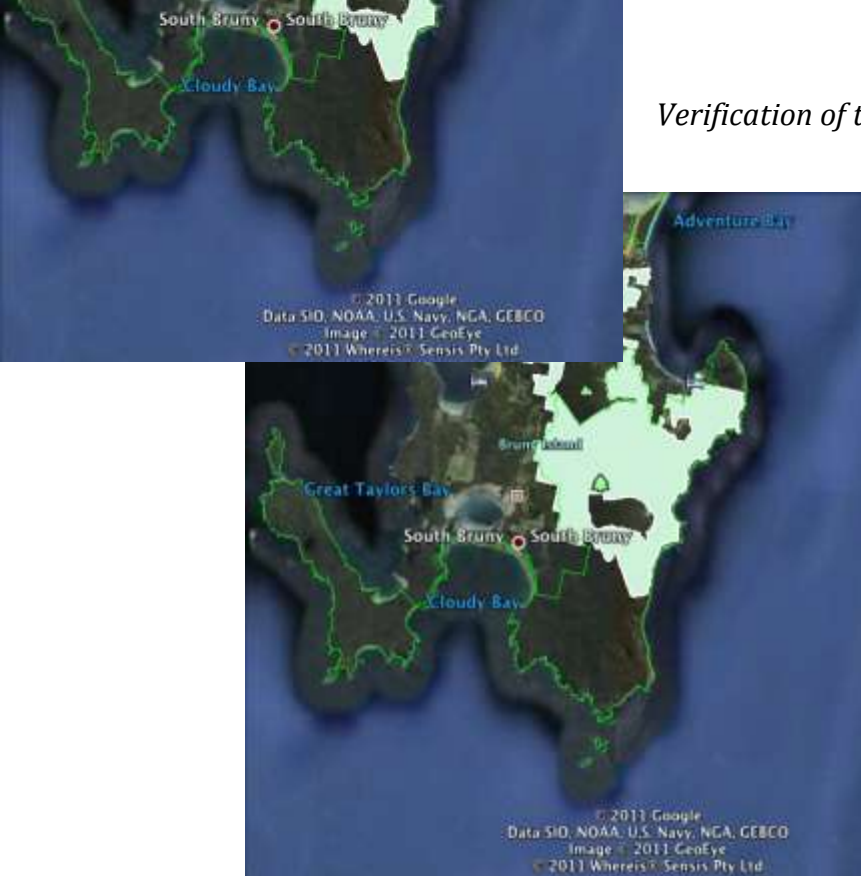 South Bruny South Bruny
Cloudy Bay
Verification of t
Adventure Bay
© 2011 Google
Data SIO, NOAA, U.S. Navy, NGA, GEBCO
Image © 2011 GeoEye
© 2011 Whereis® Sensis Pty Ltd
Bruny Island
Great Taylors Bay
South Bruny South Bruny
Cloudy Bay
© 2011 Google
Data SIO, NOAA, U.S. Navy, NGA, GEBCO
Image © 2011 GeoEye
© 2011 Whereis® Sensis Pty Ltd